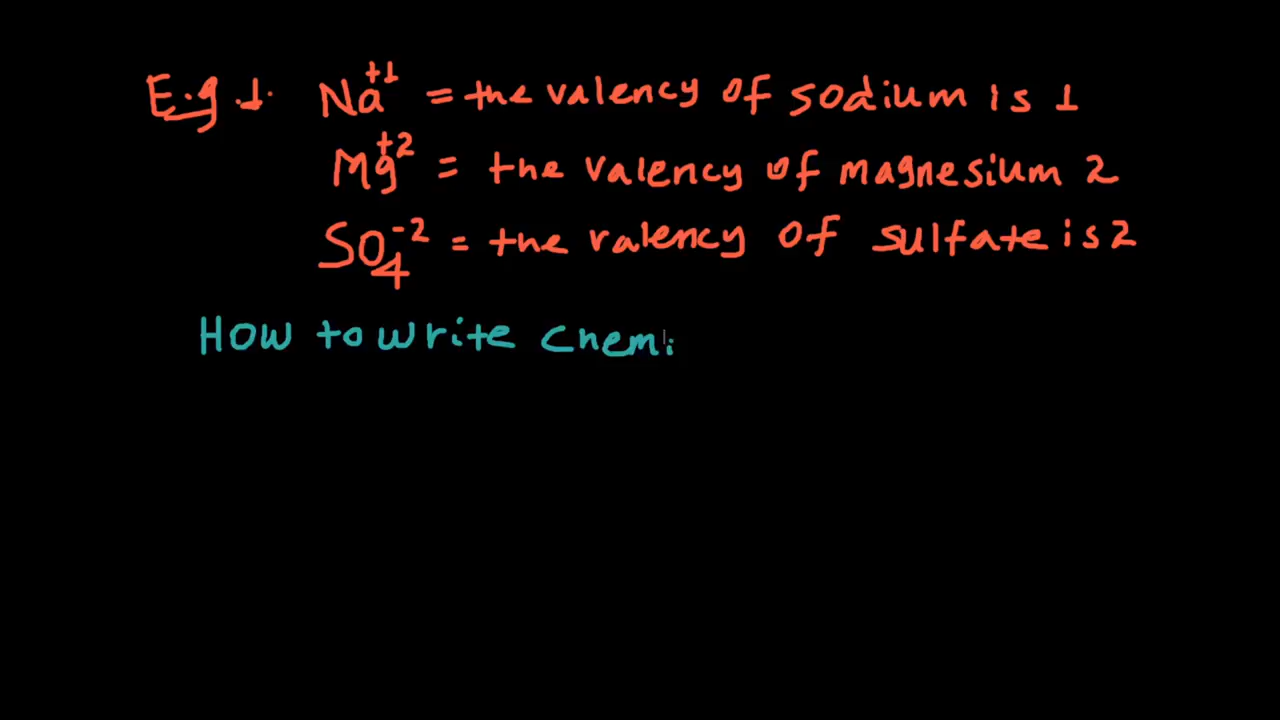 E.g 1. Na⁺¹ = the valency of sodium is 1
Mg⁺² = the valency of magnesium 2
SO₄⁻² = the valency of sulfate is 2
How to write chemi